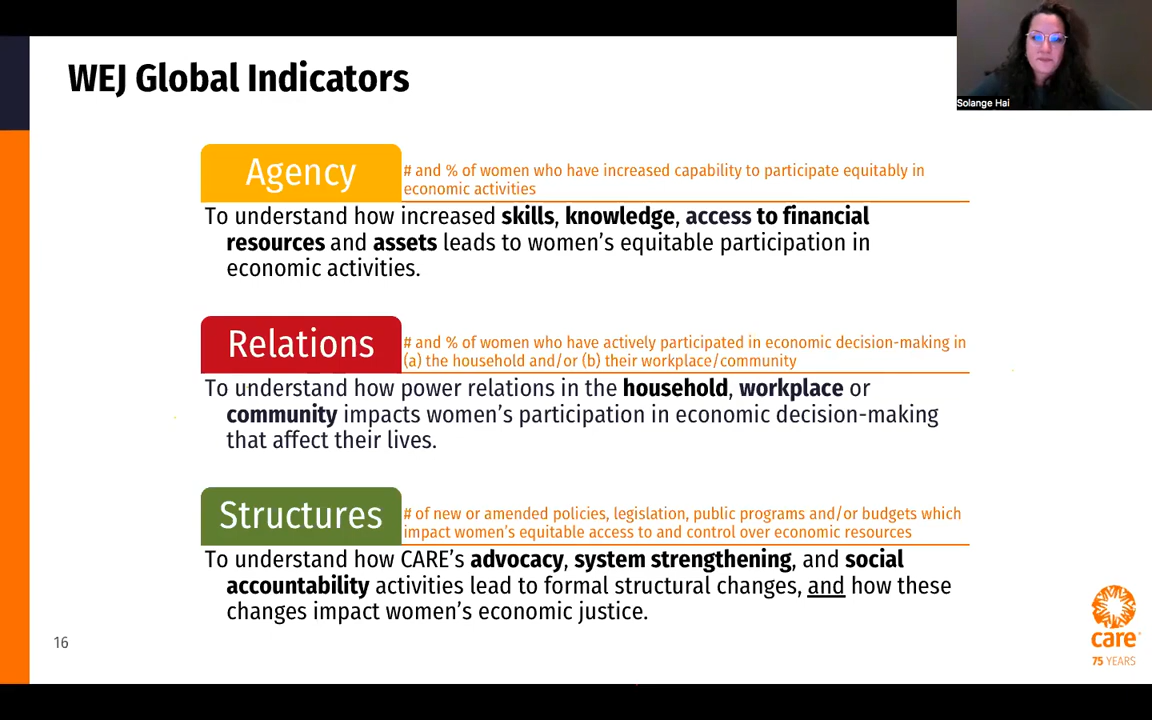 WEJ Global Indicators
Solange Hai
Agency
# and % of women who have increased capability to participate equitably in
economic activities
To understand how increased skills, knowledge, access to financial
resources and assets leads to women’s equitable participation in
economic activities.
Relations
# and % of women who have actively participated in economic decision-making in
(a) the household and/or (b) their workplace/community
To understand how power relations in the household, workplace or
community impacts women’s participation in economic decision-making
that affect their lives.
Structures
# of new or amended policies, legislation, public programs and/or budgets which
impact women’s equitable access to and control over economic resources
To understand how CARE’s advocacy, system strengthening, and social
accountability activities lead to formal structural changes, and how these
changes impact women’s economic justice.
16
care
75 YEARS